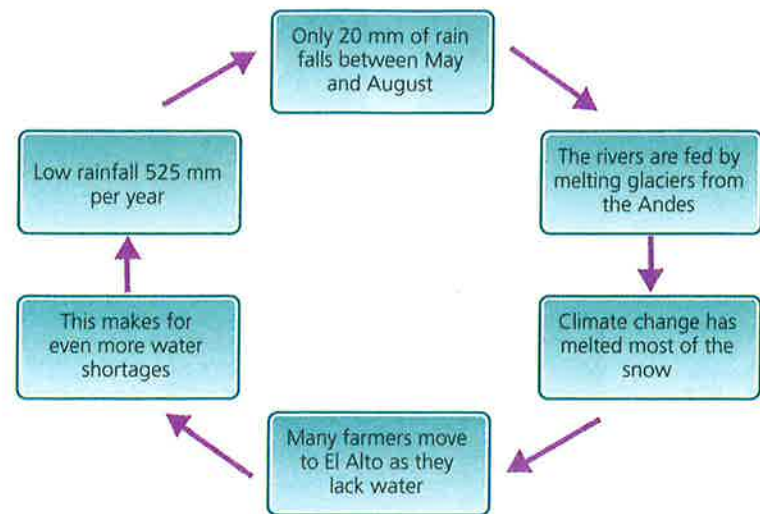 Only 20 mm of rain
falls between May
and August
The rivers are fed by
melting glaciers from
the Andes
Climate change has
melted most of the
snow
Many farmers move
to El Alto as they
lack water
This makes for
even more water
shortages
Low rainfall 525 mm
per year